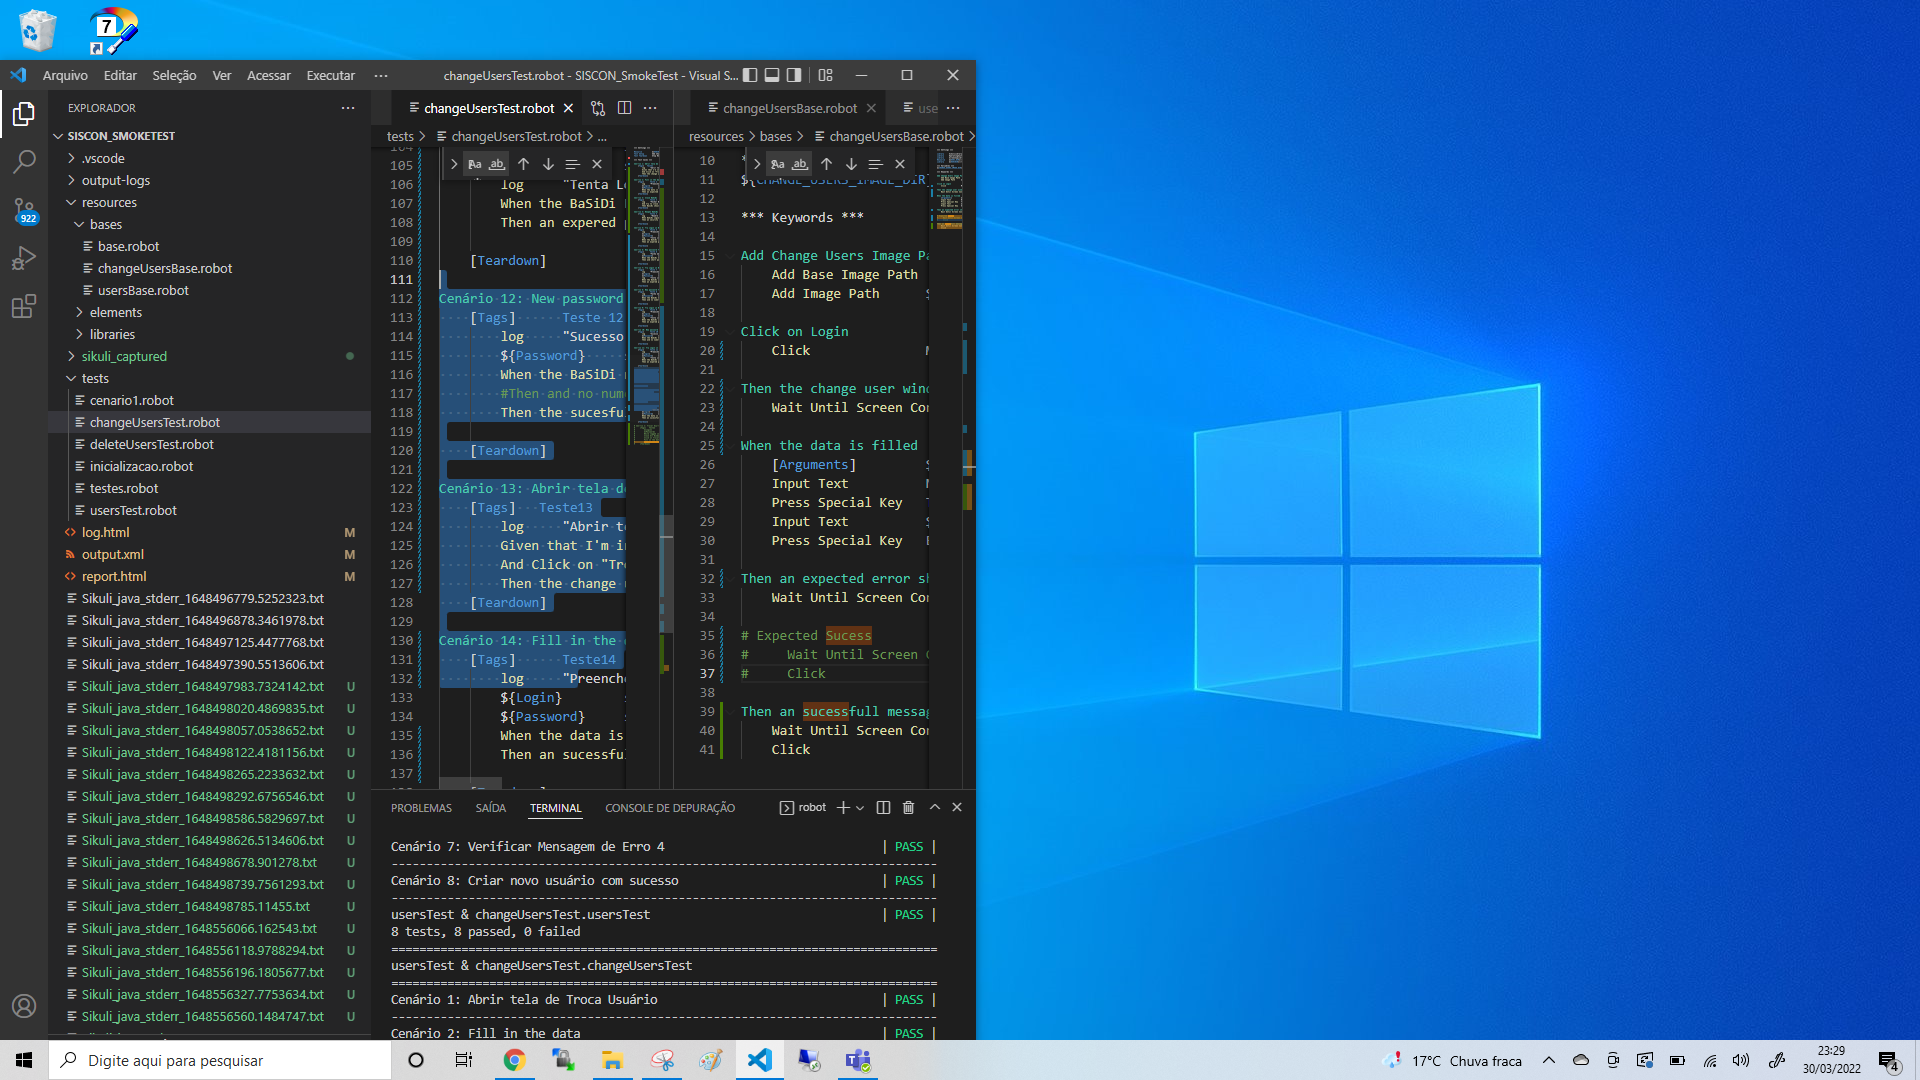 7
Arquivo Editar Seleção Ver Acessar Executar ···
changeUsersTest.robot - SISCON_SmokeTest - Visual S...
EXPLORADOR
SISCON_SMOKETEST
.vscode
output-logs
resources
bases
base.robot
changeUsersBase.robot
usersBase.robot
elements
libraries
sikuli_captured
tests
cenario1.robot
changeUsersTest.robot
deleteUsersTest.robot
inicializacao.robot
testes.robot
usersTest.robot
log.html M
output.xml M
report.html M
Sikuli_java_stderr_1648496779.5252323.txt
Sikuli_java_stderr_1648496878.3461978.txt
Sikuli_java_stderr_1648497125.4477768.txt
Sikuli_java_stderr_1648497390.5513606.txt
Sikuli_java_stderr_1648497983.7324142.txt U
Sikuli_java_stderr_1648498020.4869835.txt U
Sikuli_java_stderr_1648498057.0538652.txt U
Sikuli_java_stderr_1648498122.4181156.txt U
Sikuli_java_stderr_1648498265.2233632.txt U
Sikuli_java_stderr_1648498292.6756546.txt U
Sikuli_java_stderr_1648498586.5829697.txt U
Sikuli_java_stderr_1648498626.5134606.txt U
Sikuli_java_stderr_1648498678.901278.txt U
Sikuli_java_stderr_1648498739.7561293.txt U
Sikuli_java_stderr_1648498785.11455.txt U
Sikuli_java_stderr_1648556066.162543.txt U
Sikuli_java_stderr_1648556118.9788294.txt U
Sikuli_java_stderr_1648556196.1805677.txt U
Sikuli_java_stderr_1648556327.7753634.txt U
Sikuli_java_stderr_1648556560.1484747.txt U
922
changeUsersTest.robot
tests > changeUsersTest.robot > ...
Aa ab
105
106 log "Tenta L
107 When the BaSiDi
108 Then an expered
109
110 [Teardown]
111
112 Cenário 12: New password
113 [Tags] Teste 12
114 log "Sucesso
115 ${Password}
116 When the BaSiDi
117 #Then and no num
118 Then the sucesfu
119
120 [Teardown]
121
122 Cenário 13: Abrir tela d
123 [Tags] Teste13
124 log "Abrir t
125 Given that I'm i
126 And Click on "Tr
127 Then the change
128 [Teardown]
129
130 Cenário 14: Fill in the
131 [Tags] Teste14
132 log "Preench
133 ${Login}
134 ${Password}
135 When the data is
136 Then an sucessfu
137
changeUsersBase.robot use ···
resources > bases > changeUsersBase.robot >
Aa ab
10 *
11 ${CHANGE_USERS_IMAGE_DIR
12
13 *** Keywords ***
14
15 Add Change Users Image Pa
16 Add Base Image Path
17 Add Image Path $
18
19 Click on Login
20 Click
21
22 Then the change user wind
23 Wait Until Screen Con
24
25 When the data is filled
26 [Arguments] $
27 Input Text
28 Press Special Key
29 Input Text $
30 Press Special Key
31
32 Then an expected error sh
33 Wait Until Screen Con
34
35 # Expected Sucess
36 # Wait Until Screen C
37 # Click
38
39 Then an sucessfull messag
40 Wait Until Screen Con
41 Click
PROBLEMAS SAÍDA TERMINAL CONSOLE DE DEPURAÇÃO robot
Cenário 7: Verificar Mensagem de Erro 4 | PASS |
------------------------------------------------------------------------------
Cenário 8: Criar novo usuário com sucesso | PASS |
------------------------------------------------------------------------------
usersTest & changeUsersTest.usersTest | PASS |
8 tests, 8 passed, 0 failed
==============================================================================
usersTest & changeUsersTest.changeUsersTest
==============================================================================
Cenário 1: Abrir tela de Troca Usuário | PASS |
------------------------------------------------------------------------------
Cenário 2: Fill in the data | PASS |
Digite aqui para pesquisar
17°C Chuva fraca
23:29
30/03/2022
4